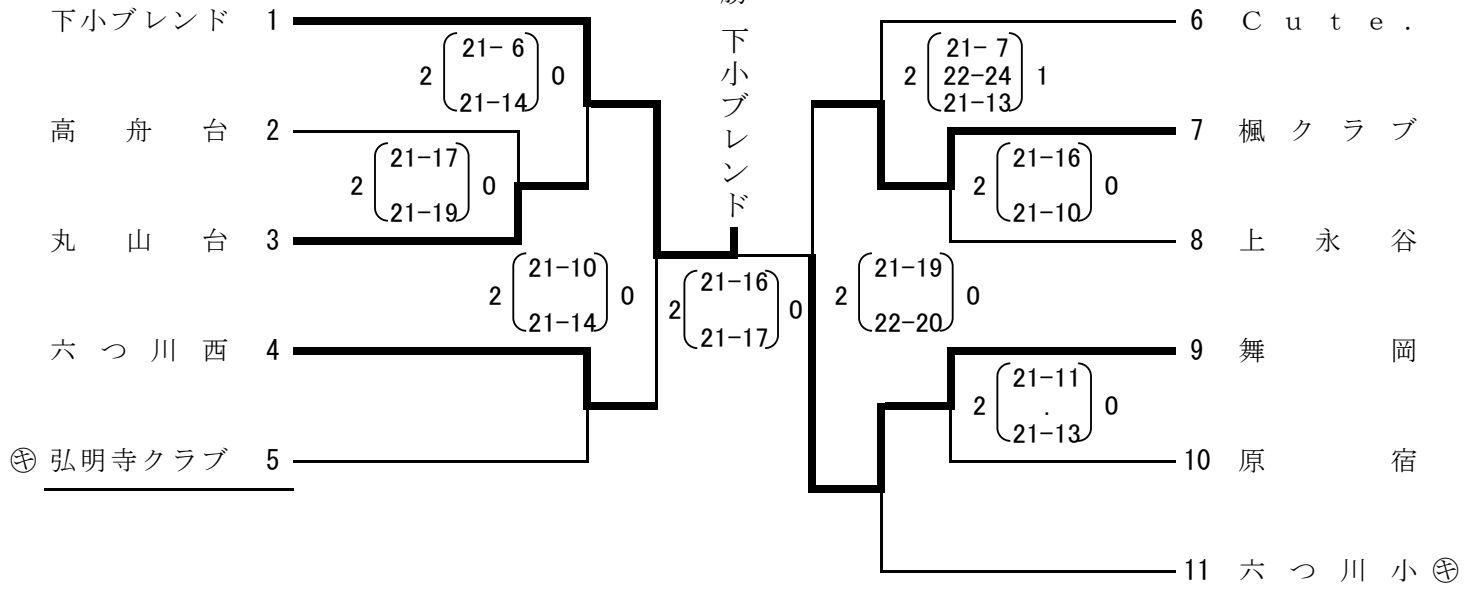 勝 下小ブレンド
下小ブレンド 1
2 21-6 21-14 0
高舟台 2
2 21-17 21-19 0
丸山台 3
2 21-10 21-14 0
六つ川西 4
㋖ 弘明寺クラブ 5
2 21-16 21-17 0
6 Ｃｕｔｅ．
2 21-7 22-24 21-13 1
7 楓クラブ
2 21-16 21-10 0
8 上永谷
2 21-19 22-20 0
9 舞岡
2 21-11 . 21-13 0
10 原宿
11 六つ川小 ㋖